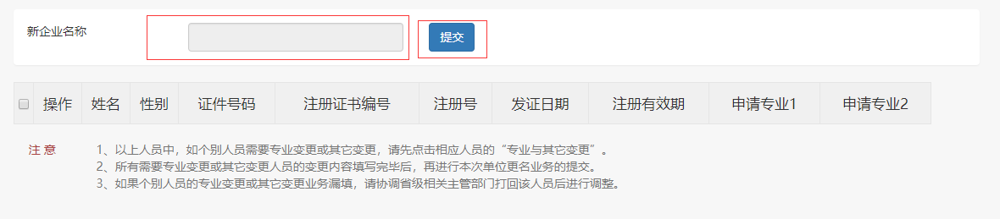 新企业名称 提交
操作 姓名 性别 证件号码 注册证书编号 注册号 发证日期 注册有效期 申请专业1 申请专业2
注 意 1、以上人员中，如个别人员需要专业变更或其它变更，请先点击相应人员的“专业与其它变更”。
2、所有需要专业变更或其它变更人员的变更内容填写完毕后，再进行本次单位更名业务的提交。
3、如果个别人员的专业变更或其它变更业务漏填，请协调省级相关主管部门打回该人员后进行调整。